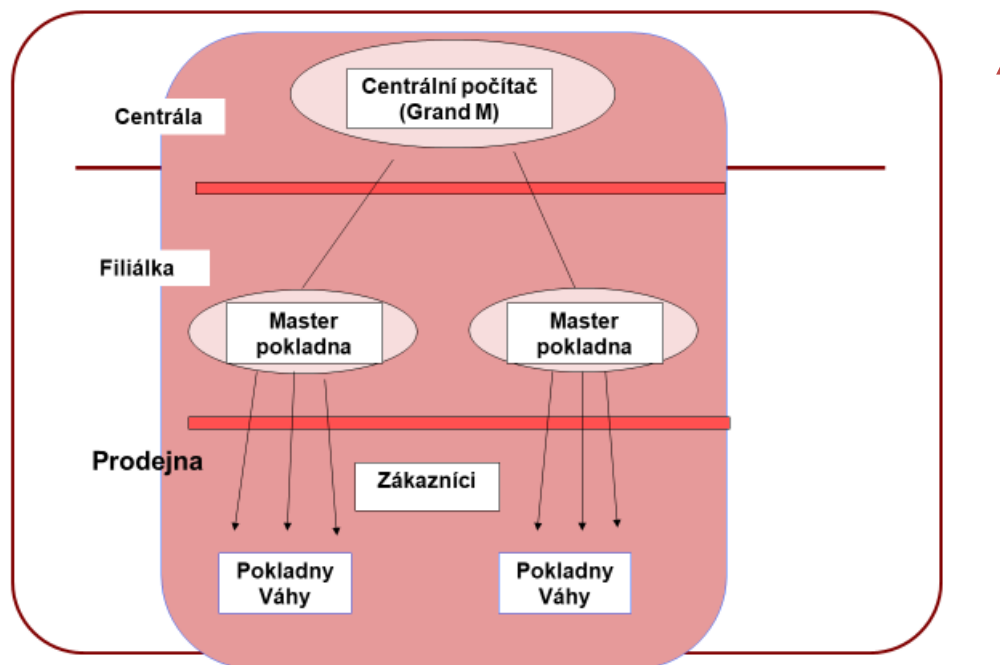 Centrální počítač
(Grand M)
Centrála
Filiálka
Master
pokladna
Master
pokladna
Prodejna
Zákazníci
Pokladny
Váhy
Pokladny
Váhy